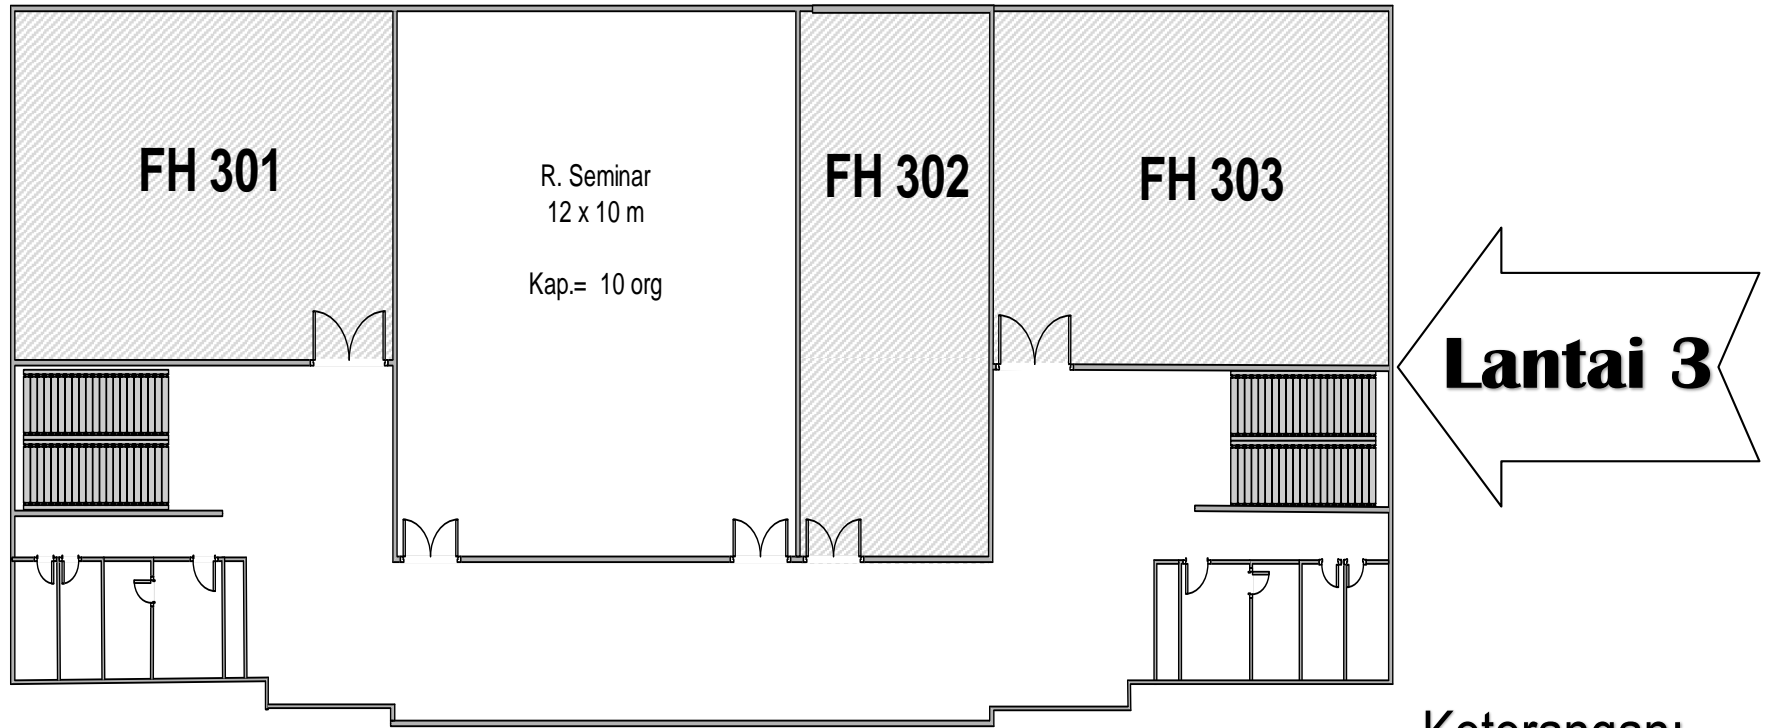 FH 301
R. Seminar
12 x 10 m
Kap.= 10 org
FH 302
FH 303
Lantai 3
Keterangan: